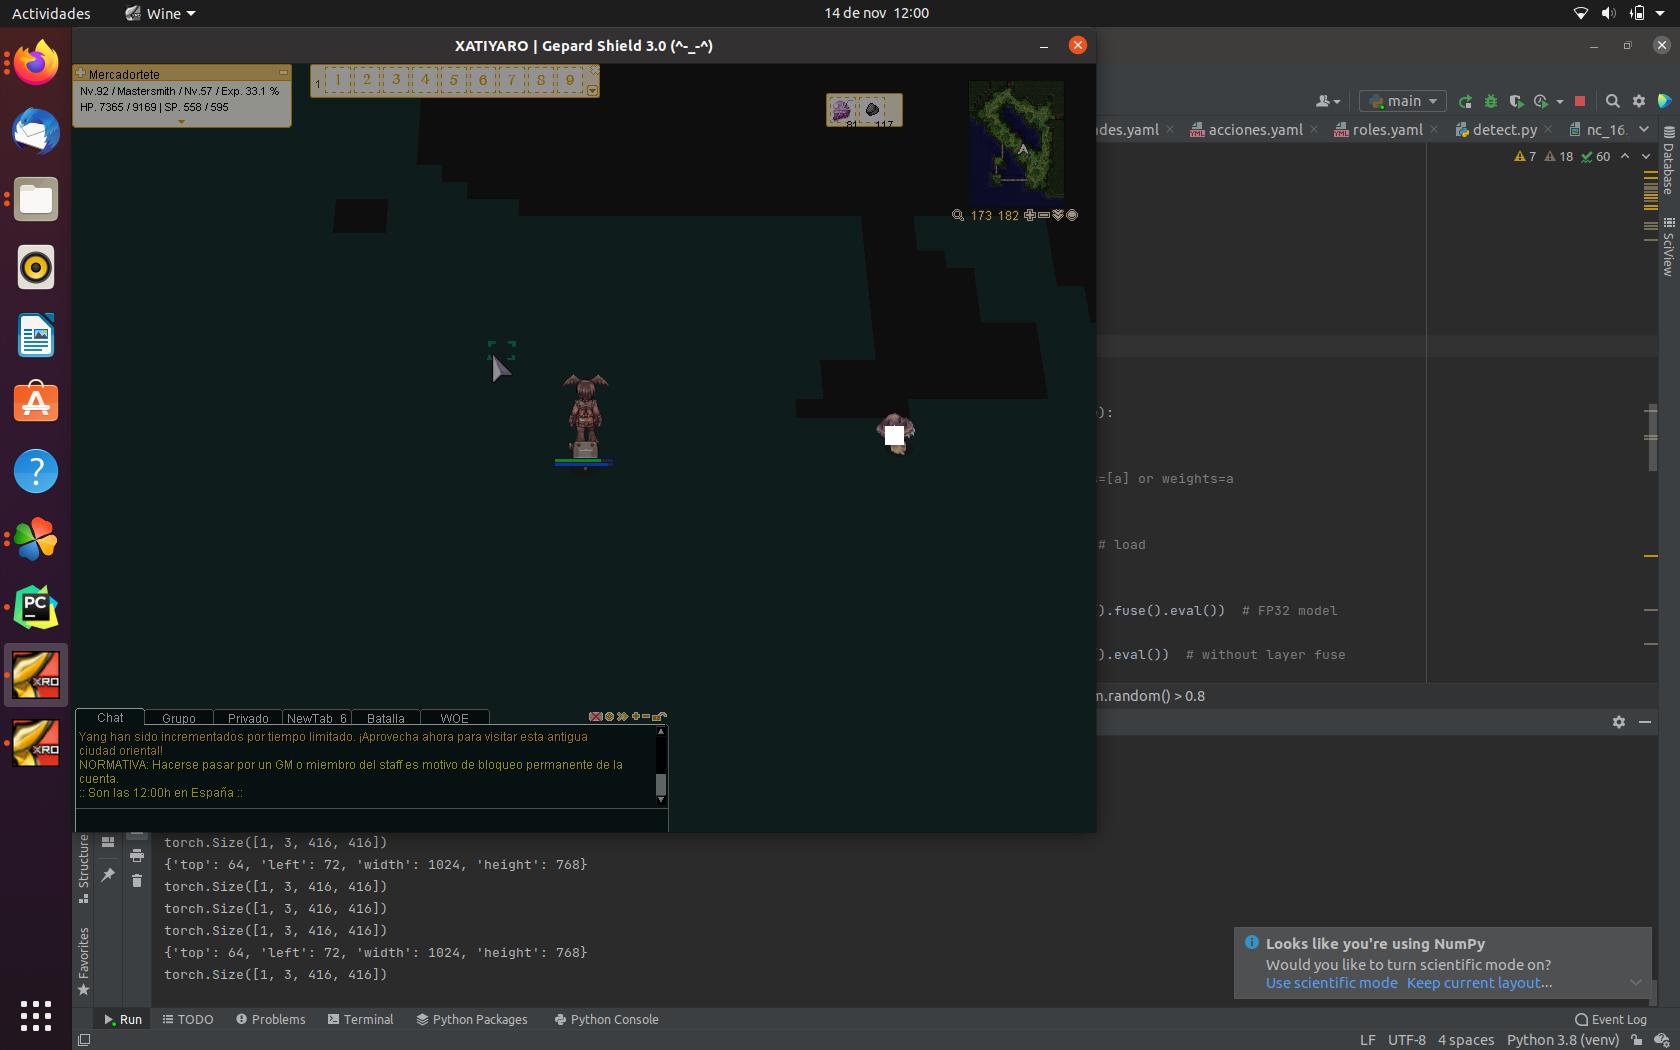 Actividades
Wine
14 de nov 12:00
XATIYARO | Gepard Shield 3.0 (^-_-^)
Mercadortete
Nv.92 / Mastersmith / Nv.57 / Exp. 33.1 %
HP. 7365 / 9169 | SP. 558 / 595
1 1 2 3 4 5 6 7 8 9
81 117
173 182
main
des.yaml
acciones.yaml
roles.yaml
detect.py
nc_16.
7 18 60
Database
SciView
):
=[a] or weights=a
# load
).fuse().eval()) # FP32 model
).eval()) # without layer fuse
m.random() > 0.8
PC
XRO
XRO
Chat Grupo Privado NewTab_6 Batalla WOE
Yang han sido incrementados por tiempo limitado. ¡Aprovecha ahora para visitar esta antigua
ciudad oriental!
NORMATIVA: Hacerse pasar por un GM o miembro del staff es motivo de bloqueo permanente de la
cuenta.
:: Son las 12:00h en España ::
Structure
Favorites
torch.Size([1, 3, 416, 416])
{'top': 64, 'left': 72, 'width': 1024, 'height': 768}
torch.Size([1, 3, 416, 416])
torch.Size([1, 3, 416, 416])
torch.Size([1, 3, 416, 416])
{'top': 64, 'left': 72, 'width': 1024, 'height': 768}
torch.Size([1, 3, 416, 416])
Looks like you're using NumPy
Would you like to turn scientific mode on?
Use scientific mode Keep current layout...
Run TODO Problems Terminal Python Packages Python Console
Event Log
LF UTF-8 4 spaces Python 3.8 (venv)